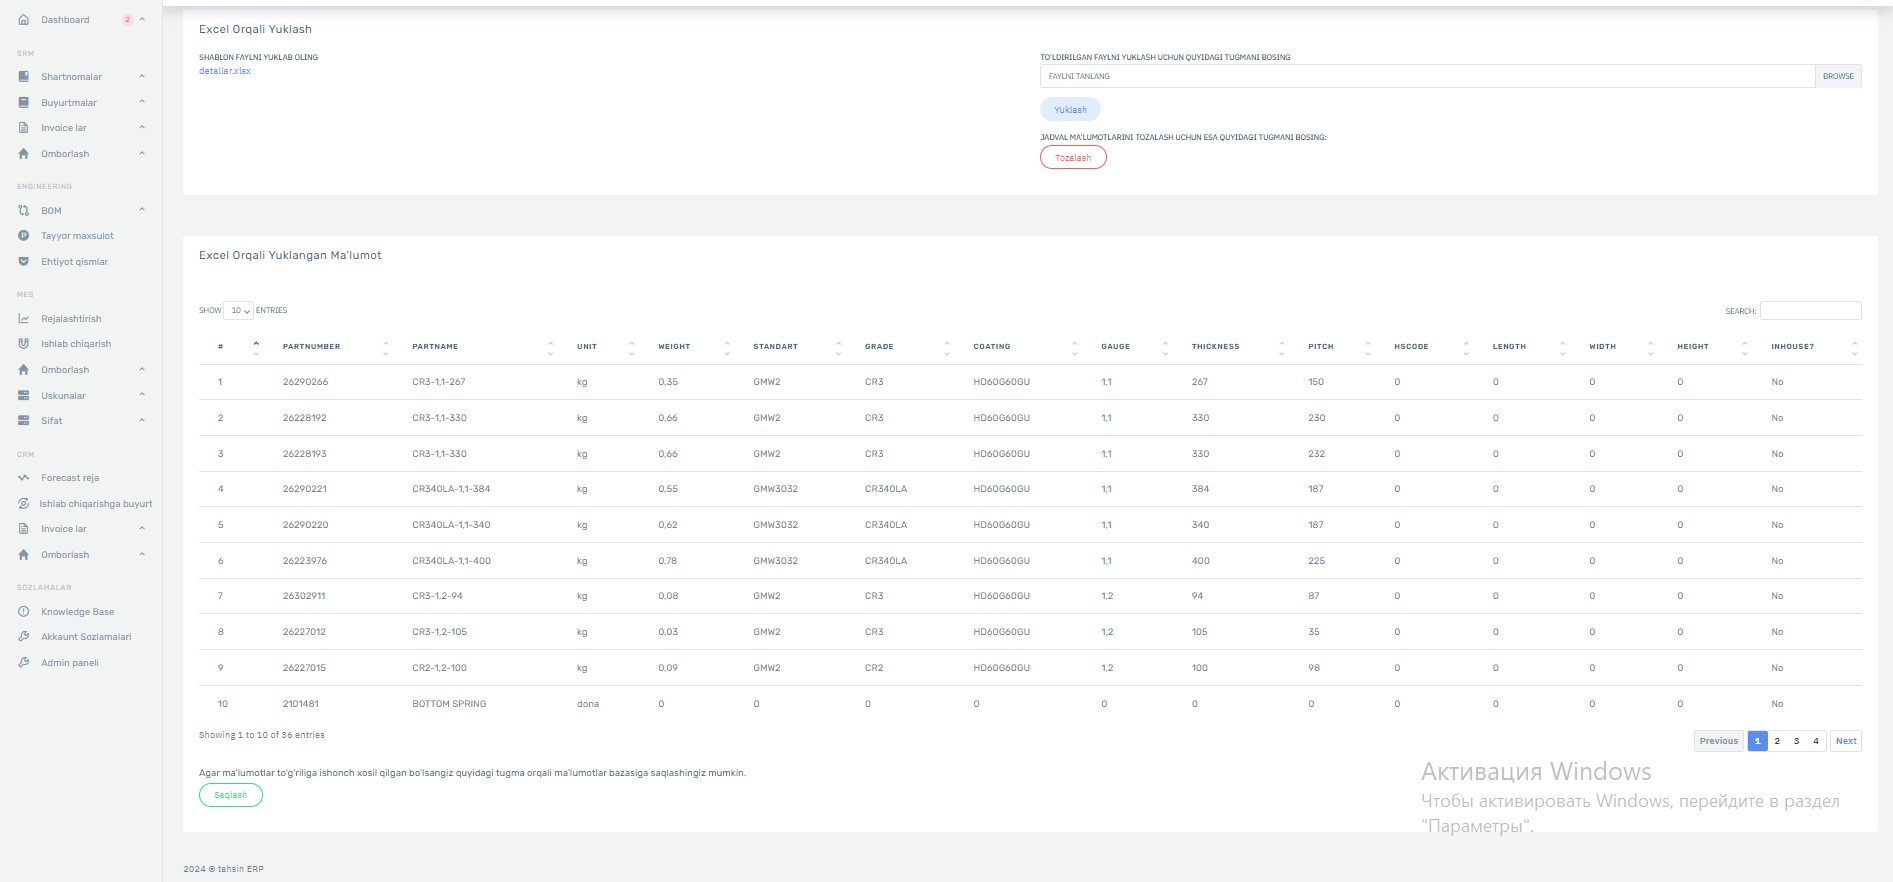 Dashboard 2
SRM
Shartnomalar
Buyurtmalar
Invoice lar
Omborlash
ENGINEERING
BOM
Tayyor maxsulot
Ehtiyot qismlar
MES
Rejalashtirish
Ishlab chiqarish
Omborlash
Uskunalar
Sifat
CRM
Forecast reja
Ishlab chiqarishga buyurt
Invoice lar
Omborlash
SOZLAMALAR
Knowledge Base
Akkaunt Sozlamalari
Admin paneli
Excel Orqali Yuklash
SHABLON FAYLNI YUKLAB OLING
detallar.xlsx
TO'LDIRILGAN FAYLNI YUKLASH UCHUN QUYIDAGI TUGMANI BOSING
FAYLNI TANLANG BROWSE
Yuklash
JADVAL MA'LUMOTLARINI TOZALASH UCHUN ESA QUYIDAGI TUGMANI BOSING:
Tozalash
Excel Orqali Yuklangan Ma'lumot
SHOW 10 ENTRIES SEARCH:
# PARTNUMBER PARTNAME UNIT WEIGHT STANDART GRADE COATING GAUGE THICKNESS PITCH HSCODE LENGTH WIDTH HEIGHT INHOUSE?
1 26290266 CR3-1,1-267 kg 0,35 GMW2 CR3 HD60G60GU 1,1 267 150 0 0 0 0 No
2 26228192 CR3-1,1-330 kg 0,66 GMW2 CR3 HD60G60GU 1,1 330 230 0 0 0 0 No
3 26228193 CR3-1,1-330 kg 0,66 GMW2 CR3 HD60G60GU 1,1 330 232 0 0 0 0 No
4 26290221 CR340LA-1,1-384 kg 0,55 GMW3032 CR340LA HD60G60GU 1,1 384 187 0 0 0 0 No
5 26290220 CR340LA-1,1-340 kg 0,62 GMW3032 CR340LA HD60G60GU 1,1 340 187 0 0 0 0 No
6 26223976 CR340LA-1,1-400 kg 0,78 GMW3032 CR340LA HD60G60GU 1,1 400 225 0 0 0 0 No
7 26302911 CR3-1,2-94 kg 0,08 GMW2 CR3 HD60G60GU 1,2 94 87 0 0 0 0 No
8 26227012 CR3-1,2-105 kg 0,03 GMW2 CR3 HD60G60GU 1,2 105 35 0 0 0 0 No
9 26227015 CR2-1,2-100 kg 0,09 GMW2 CR2 HD60G60GU 1,2 100 98 0 0 0 0 No
10 2101481 BOTTOM SPRING dona 0 0 0 0 0 0 0 0 0 0 0 No
Showing 1 to 10 of 36 entries
Previous 1 2 3 4 Next
Agar ma'lumotlar to'g'riliga ishonch xosil qilgan bo'lsangiz quyidagi tugma orqali ma'lumotlar bazasiga saqlashingiz mumkin.
Saqlash
Активация Windows
Чтобы активировать Windows, перейдите в раздел
"Параметры".
2024 © tahsin ERP